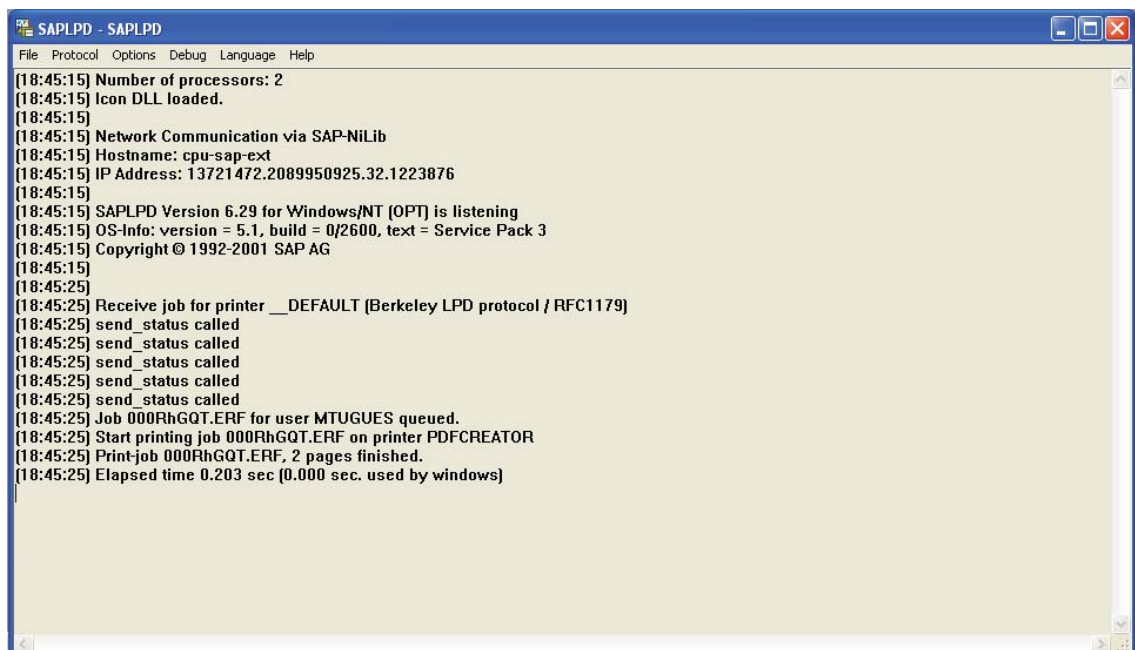 SAPLPD - SAPLPD
File Protocol Options Debug Language Help
[18:45:15] Number of processors: 2
[18:45:15] Icon DLL loaded.
[18:45:15]
[18:45:15] Network Communication via SAP-NiLib
[18:45:15] Hostname: cpu-sap-ext
[18:45:15] IP Address: 13721472.2089950925.32.1223876
[18:45:15]
[18:45:15] SAPLPD Version 6.29 for Windows/NT (OPT) is listening
[18:45:15] OS-Info: version = 5.1, build = 0/2600, text = Service Pack 3
[18:45:15] Copyright © 1992-2001 SAP AG
[18:45:15]
[18:45:25]
[18:45:25] Receive job for printer __DEFAULT (Berkeley LPD protocol / RFC1179)
[18:45:25] send_status called
[18:45:25] send_status called
[18:45:25] send_status called
[18:45:25] send_status called
[18:45:25] send_status called
[18:45:25] Job 000RhGQT.ERF for user MTUGUES queued.
[18:45:25] Start printing job 000RhGQT.ERF on printer PDFCREATOR
[18:45:25] Print-job 000RhGQT.ERF, 2 pages finished.
[18:45:25] Elapsed time 0.203 sec (0.000 sec. used by windows)